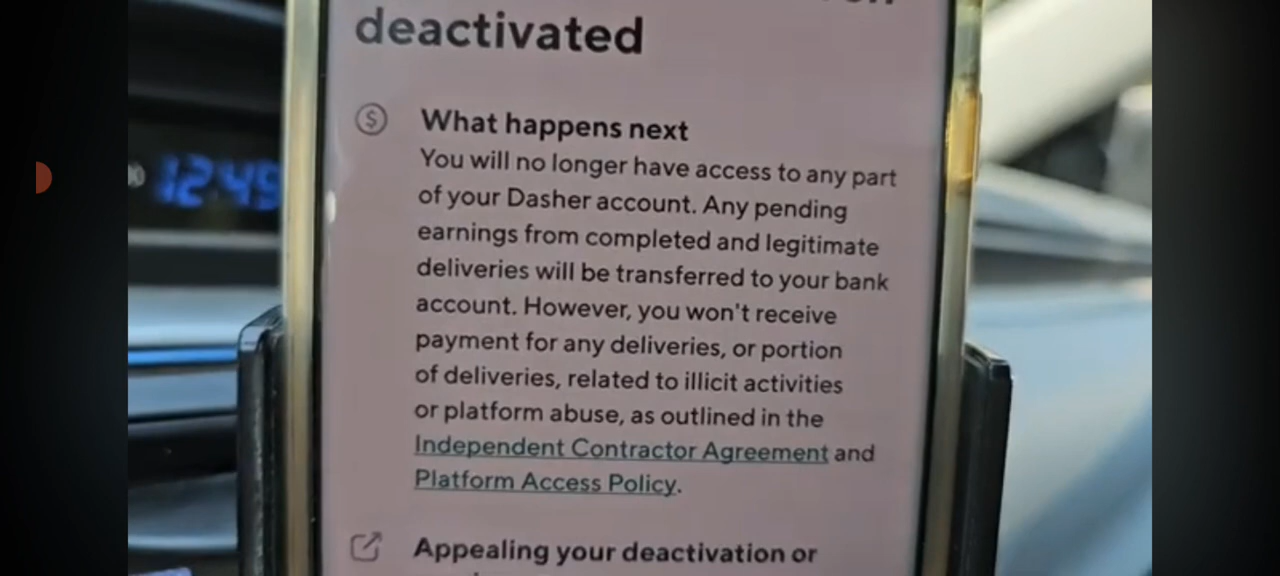 deactivated
What happens next
You will no longer have access to any part
of your Dasher account. Any pending
earnings from completed and legitimate
deliveries will be transferred to your bank
account. However, you won't receive
payment for any deliveries, or portion
of deliveries, related to illicit activities
or platform abuse, as outlined in the
Independent Contractor Agreement and
Platform Access Policy.
Appealing your deactivation or
12:49